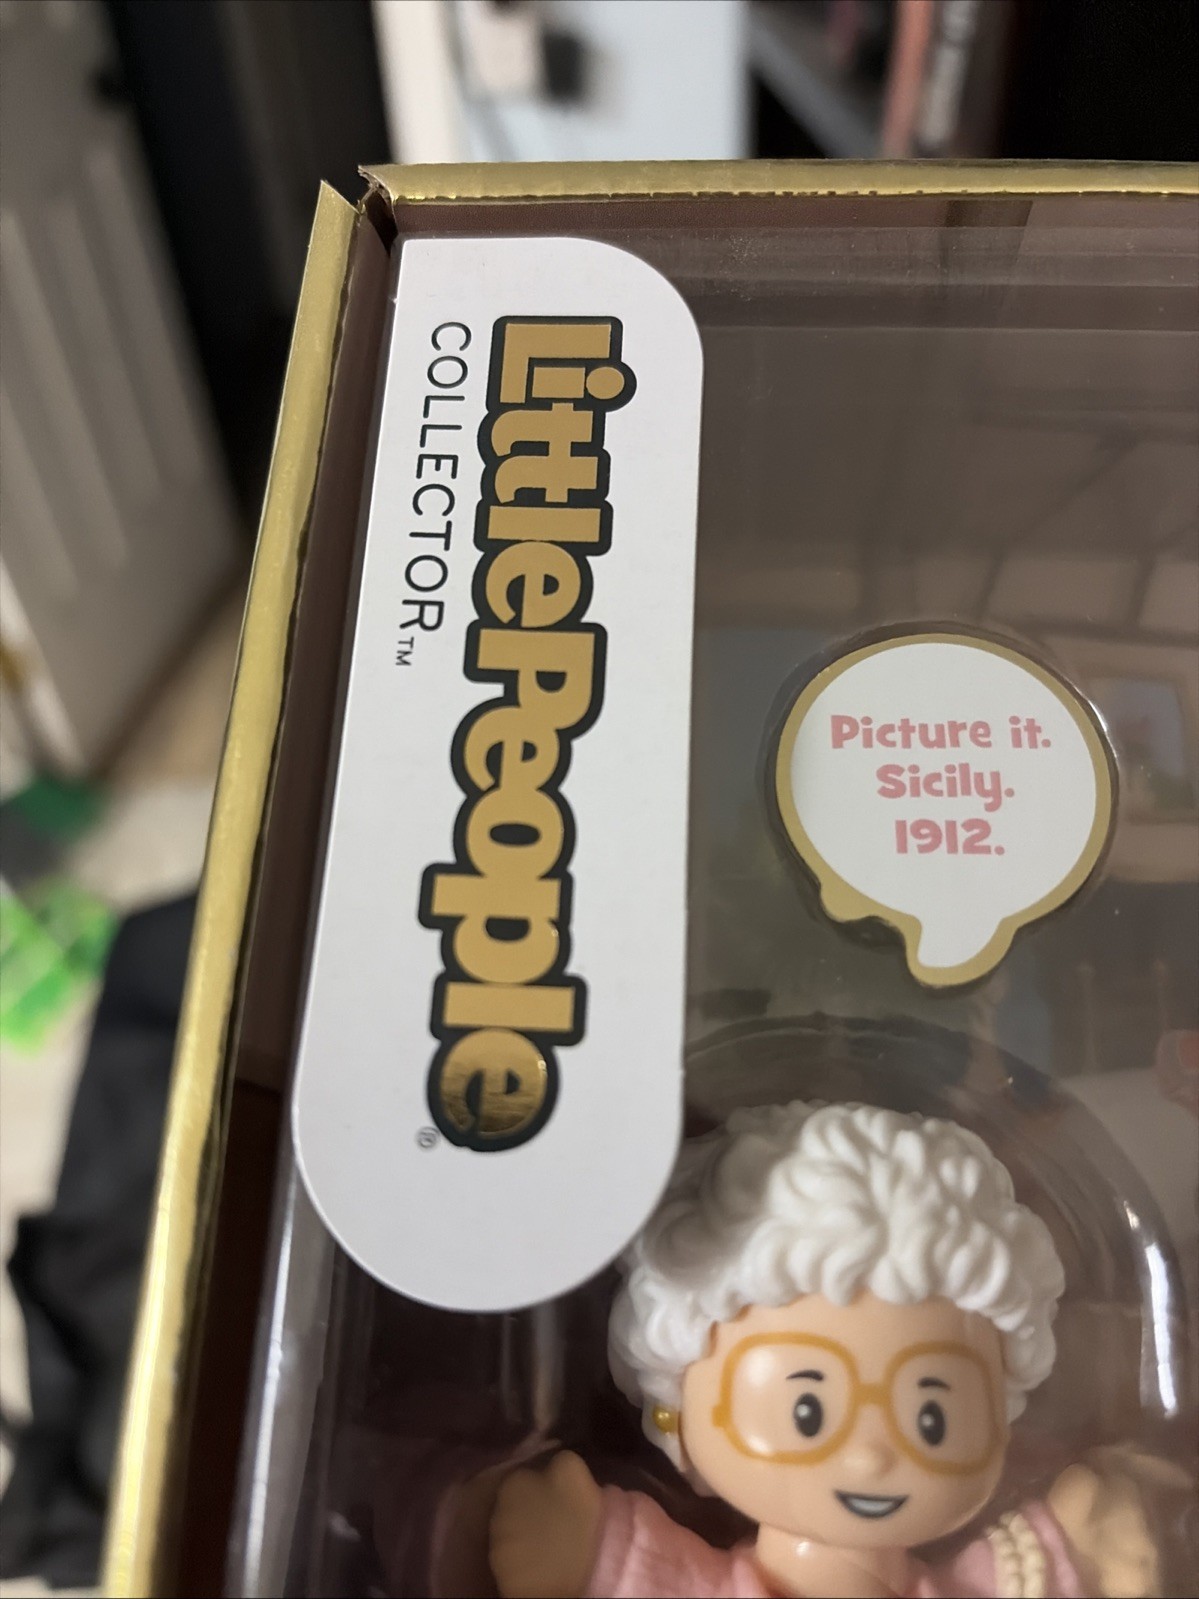 LittlePeople®
COLLECTOR™
Picture it.
Sicily.
1912.